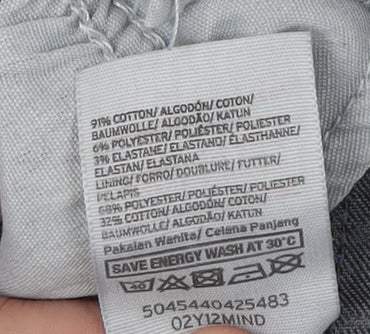 91% COTTON/ ALGODÓN/ COTON/
BAUMWOLLE/ ALGODÃO/ KATUN
6% POLYESTER/ POLIÉSTER/ POLIESTER
3% ELASTANE/ ELASTANO/ ÉLASTHANNE/
ELASTAN/ ELASTANA
LINING/ FORRO/ DOUBLURE/ FUTTER/
PELAPIS
68% POLYESTER/ POLIÉSTER/ POLIESTER
32% COTTON/ ALGODÓN/ COTON/
BAUMWOLLE/ ALGODÃO/ KATUN
Pakaian Wanita/ Celana Panjang
SAVE ENERGY WASH AT 30°C
40
5045440425483
02Y12MIND